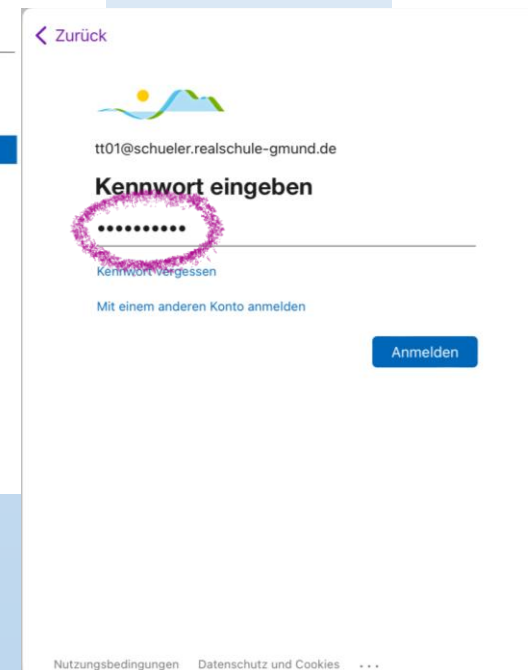 Zurück
tt01@schueler.realschule-gmund.de
Kennwort eingeben
••••••••••
Kennwort vergessen
Mit einem anderen Konto anmelden
Anmelden
Nutzungsbedingungen Datenschutz und Cookies ...